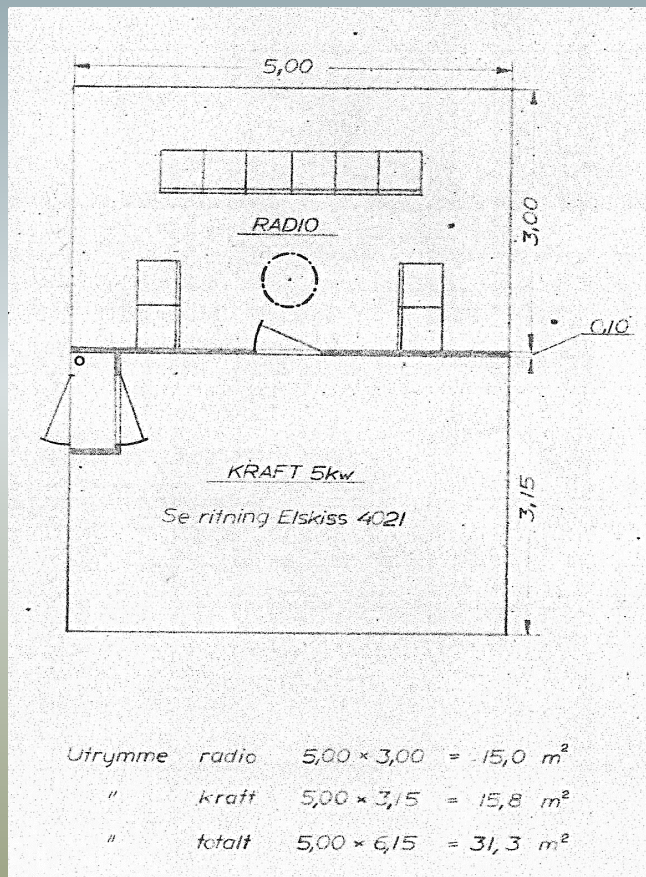 5,00
RADIO
3,00
0,10
KRAFT 5kw
Se ritning Elskiss 4021
3,15
Utrymme radio 5,00 × 3,00 = 15,0 m²
" kraft 5,00 × 3,15 = 15,8 m²
" totalt 5,00 × 6,15 = 31,3 m²